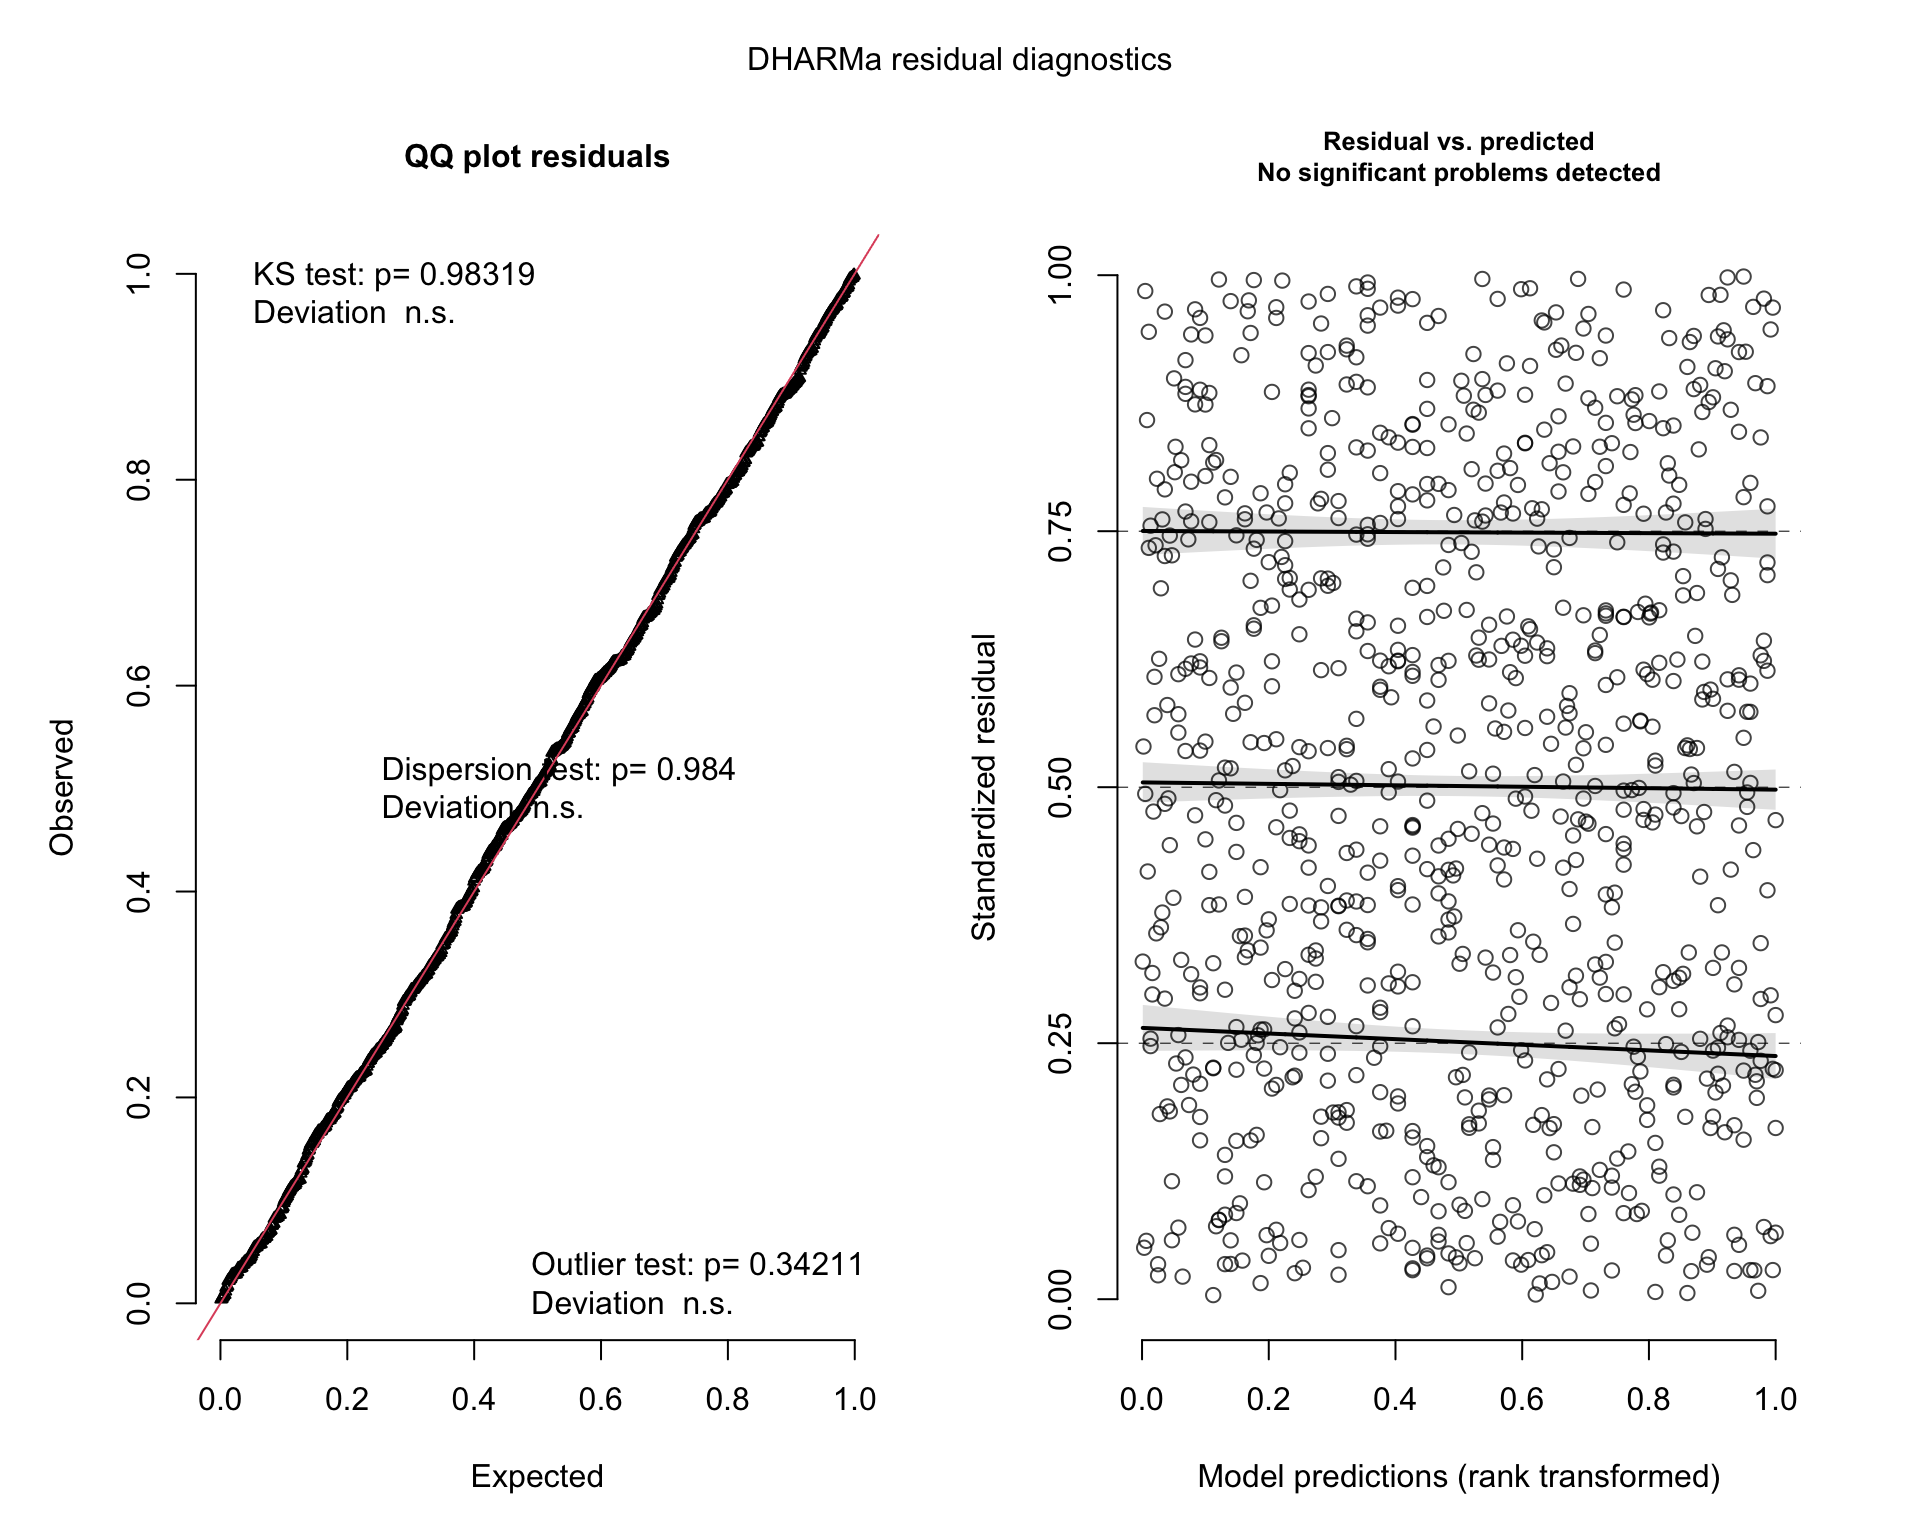 DHARMa residual diagnostics
QQ plot residuals
KS test: p= 0.98319
Deviation  n.s.
Dispersion test: p= 0.984
Deviation  n.s.
Outlier test: p= 0.34211
Deviation  n.s.
Observed
1.0
0.8
0.6
0.4
0.2
0.0
0.0 0.2 0.4 0.6 0.8 1.0
Expected
Residual vs. predicted
No significant problems detected
Standardized residual
1.00
0.75
0.50
0.25
0.00
0.0 0.2 0.4 0.6 0.8 1.0
Model predictions (rank transformed)